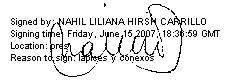 Signed by: NAHIL LILIANA HIRSH CARRILLO
Signing time: Friday, June 15 2007, 18:36:59 GMT
Location: pres
Reason to sign: lapices y conexos